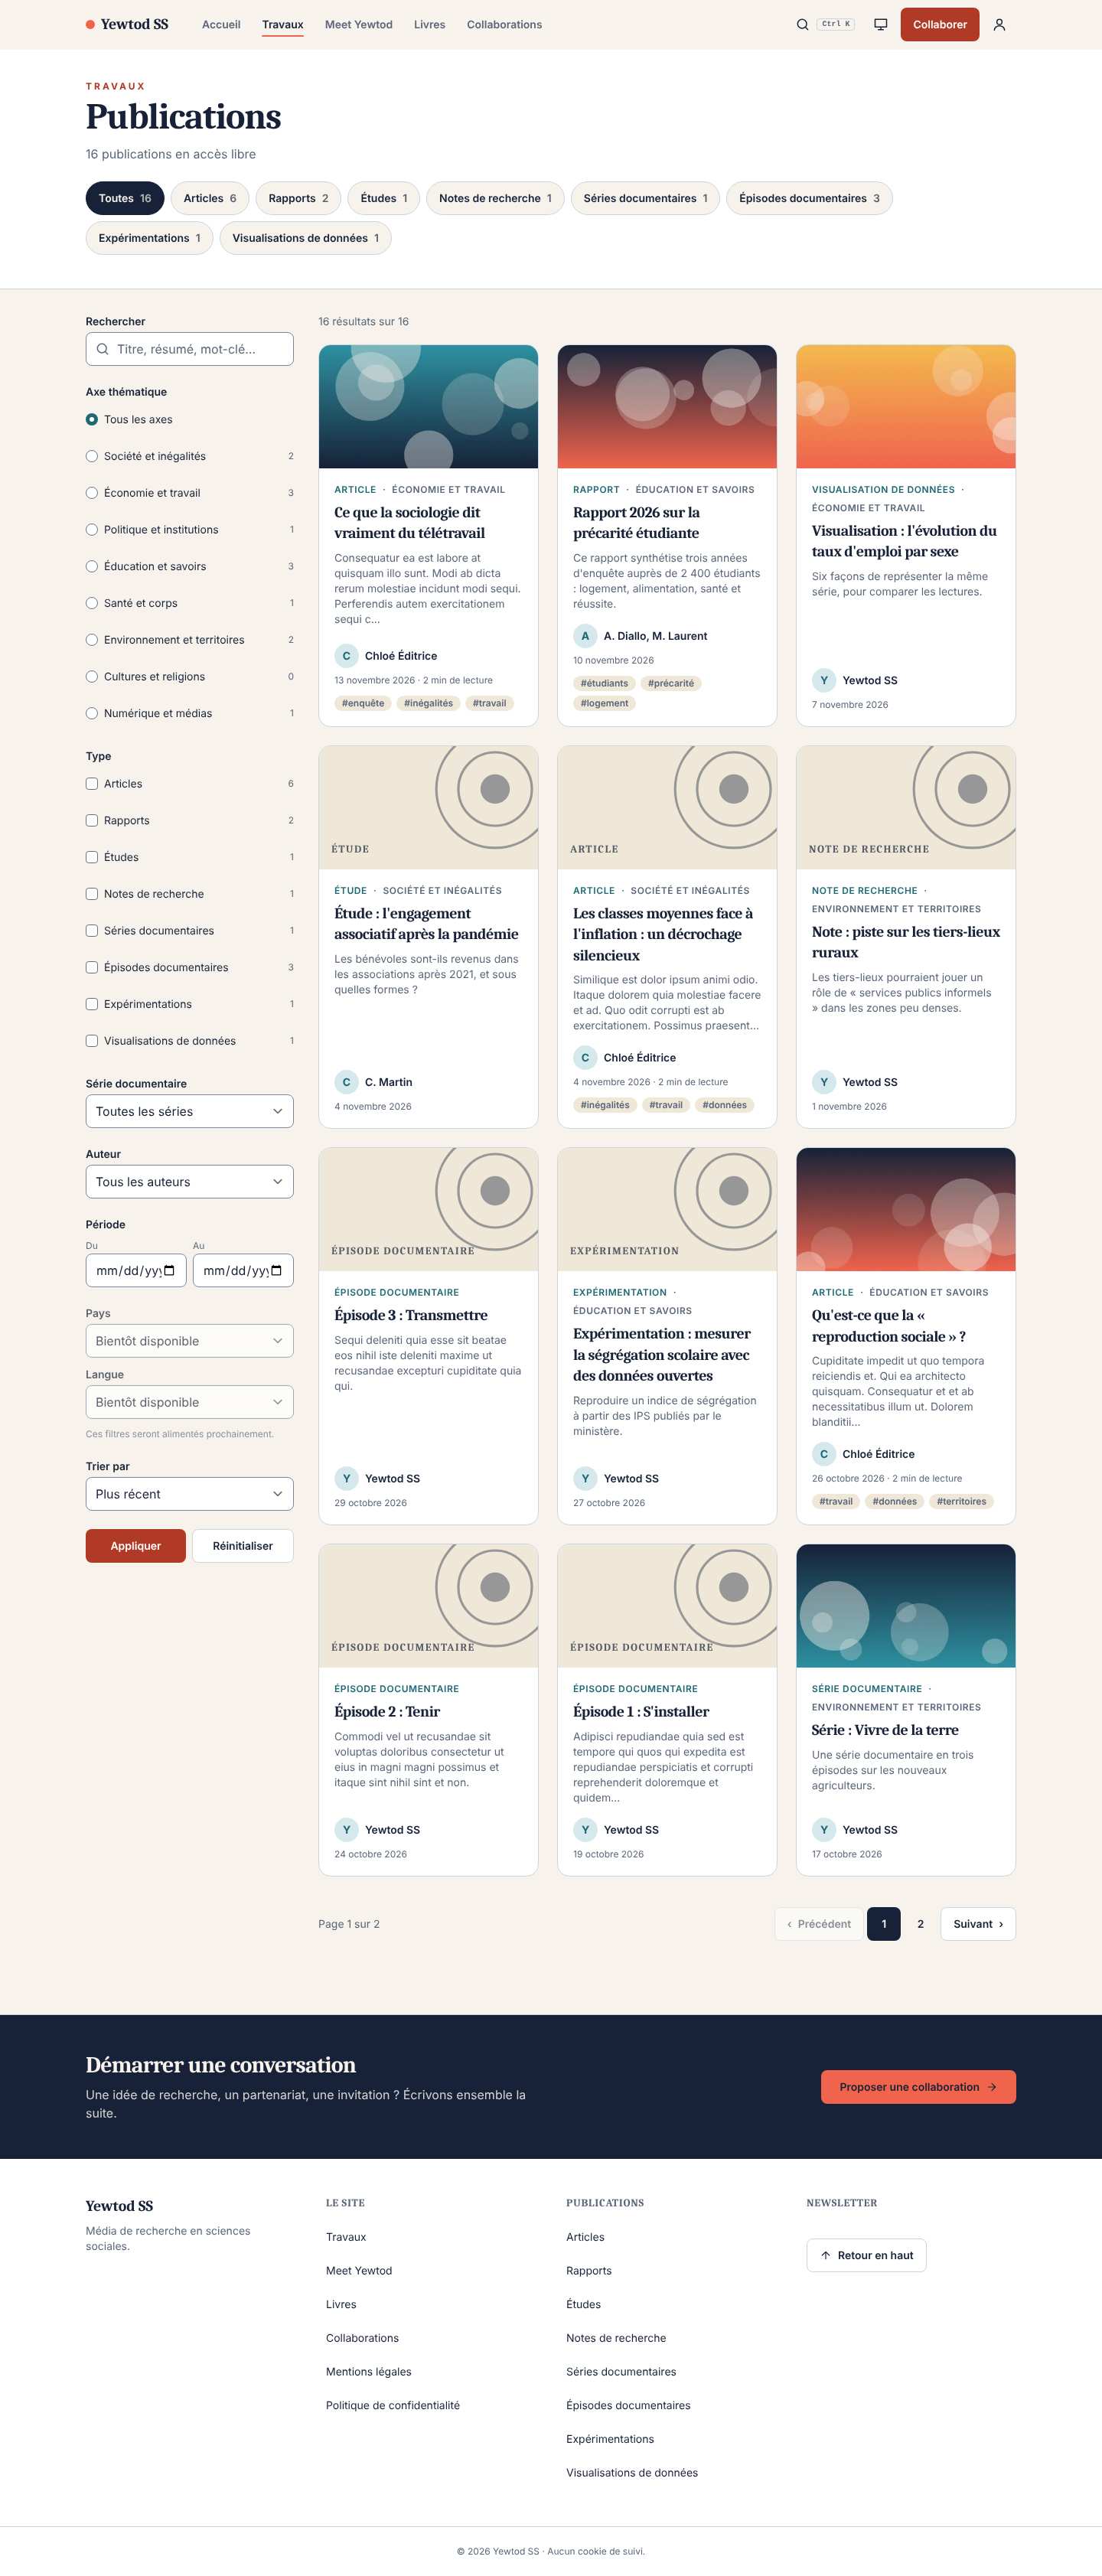 Yewtod SS
Accueil
Travaux
Meet Yewtod
Livres
Collaborations
Ctrl K
Collaborer
TRAVAUX
Publications
16 publications en accès libre
Toutes 16
Articles 6
Rapports 2
Études 1
Notes de recherche 1
Séries documentaires 1
Épisodes documentaires 3
Expérimentations 1
Visualisations de données 1
Rechercher
Titre, résumé, mot-clé…
Axe thématique
Tous les axes
Société et inégalités 2
Économie et travail 3
Politique et institutions 1
Éducation et savoirs 3
Santé et corps 1
Environnement et territoires 2
Cultures et religions 0
Numérique et médias 1
Type
Articles 6
Rapports 2
Études 1
Notes de recherche 1
Séries documentaires 1
Épisodes documentaires 3
Expérimentations 1
Visualisations de données 1
Série documentaire
Toutes les séries
Auteur
Tous les auteurs
Période
Du
Au
mm/dd/yyy
mm/dd/yyy
Pays
Bientôt disponible
Langue
Bientôt disponible
Ces filtres seront alimentés prochainement.
Trier par
Plus récent
Appliquer
Réinitialiser
16 résultats sur 16
ARTICLE · ÉCONOMIE ET TRAVAIL
Ce que la sociologie dit
vraiment du télétravail
Consequatur ea est labore at
quisquam illo sunt. Modi ab dicta
rerum molestiae incidunt modi sequi.
Perferendis autem exercitationem
sequi c…
C Chloé Éditrice
13 novembre 2026 · 2 min de lecture
#enquête #inégalités #travail
RAPPORT · ÉDUCATION ET SAVOIRS
Rapport 2026 sur la
précarité étudiante
Ce rapport synthétise trois années
d'enquête auprès de 2 400 étudiants
: logement, alimentation, santé et
réussite.
A A. Diallo, M. Laurent
10 novembre 2026
#étudiants #précarité
#logement
VISUALISATION DE DONNÉES ·
ÉCONOMIE ET TRAVAIL
Visualisation : l'évolution du
taux d'emploi par sexe
Six façons de représenter la même
série, pour comparer les lectures.
Y Yewtod SS
7 novembre 2026
ÉTUDE
ÉTUDE · SOCIÉTÉ ET INÉGALITÉS
Étude : l'engagement
associatif après la pandémie
Les bénévoles sont-ils revenus dans
les associations après 2021, et sous
quelles formes ?
C C. Martin
4 novembre 2026
ARTICLE
ARTICLE · SOCIÉTÉ ET INÉGALITÉS
Les classes moyennes face à
l'inflation : un décrochage
silencieux
Similique est dolor ipsum animi odio.
Itaque dolorem quia molestiae facere
et ad. Quo odit corrupti est ab
exercitationem. Possimus praesent…
C Chloé Éditrice
4 novembre 2026 · 2 min de lecture
#inégalités #travail #données
NOTE DE RECHERCHE
NOTE DE RECHERCHE ·
ENVIRONNEMENT ET TERRITOIRES
Note : piste sur les tiers-lieux
ruraux
Les tiers-lieux pourraient jouer un
rôle de « services publics informels
» dans les zones peu denses.
Y Yewtod SS
1 novembre 2026
ÉPISODE DOCUMENTAIRE
ÉPISODE DOCUMENTAIRE
Épisode 3 : Transmettre
Sequi deleniti quia esse sit beatae
eos nihil iste deleniti maxime ut
recusandae excepturi cupiditate quia
qui.
Y Yewtod SS
29 octobre 2026
EXPÉRIMENTATION
EXPÉRIMENTATION ·
ÉDUCATION ET SAVOIRS
Expérimentation : mesurer
la ségrégation scolaire avec
des données ouvertes
Reproduire un indice de ségrégation
à partir des IPS publiés par le
ministère.
Y Yewtod SS
27 octobre 2026
ARTICLE · ÉDUCATION ET SAVOIRS
Qu'est-ce que la «
reproduction sociale » ?
Cupiditate impedit ut quo tempora
reiciendis et. Qui ea architecto
quisquam. Consequatur et et ab
necessitatibus illum ut. Dolorem
blanditii…
C Chloé Éditrice
26 octobre 2026 · 2 min de lecture
#travail #données #territoires
ÉPISODE DOCUMENTAIRE
ÉPISODE DOCUMENTAIRE
Épisode 2 : Tenir
Commodi vel ut recusandae sit
voluptas doloribus consectetur ut
eius in magni magni possimus et
itaque sint nihil sint et non.
Y Yewtod SS
24 octobre 2026
ÉPISODE DOCUMENTAIRE
ÉPISODE DOCUMENTAIRE
Épisode 1 : S'installer
Adipisci repudiandae quia sed est
tempore qui quos qui expedita est
repudiandae perspiciatis et corrupti
reprehenderit doloremque et
quidem…
Y Yewtod SS
19 octobre 2026
SÉRIE DOCUMENTAIRE ·
ENVIRONNEMENT ET TERRITOIRES
Série : Vivre de la terre
Une série documentaire en trois
épisodes sur les nouveaux
agriculteurs.
Y Yewtod SS
17 octobre 2026
Page 1 sur 2
‹ Précédent
1
2
Suivant ›
Démarrer une conversation
Une idée de recherche, un partenariat, une invitation ? Écrivons ensemble la
suite.
Proposer une collaboration →
Yewtod SS
Média de recherche en sciences
sociales.
LE SITE
Travaux
Meet Yewtod
Livres
Collaborations
Mentions légales
Politique de confidentialité
PUBLICATIONS
Articles
Rapports
Études
Notes de recherche
Séries documentaires
Épisodes documentaires
Expérimentations
Visualisations de données
NEWSLETTER
↑ Retour en haut
© 2026 Yewtod SS · Aucun cookie de suivi.